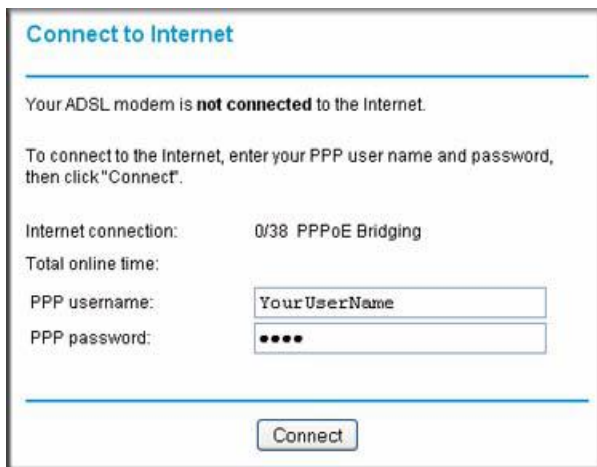 Connect to Internet
Your ADSL modem is not connected to the Internet.
To connect to the Internet, enter your PPP user name and password,
then click "Connect".
Internet connection: 0/38 PPPoE Bridging
Total online time:
PPP username: YourUserName
PPP password: ••••
Connect